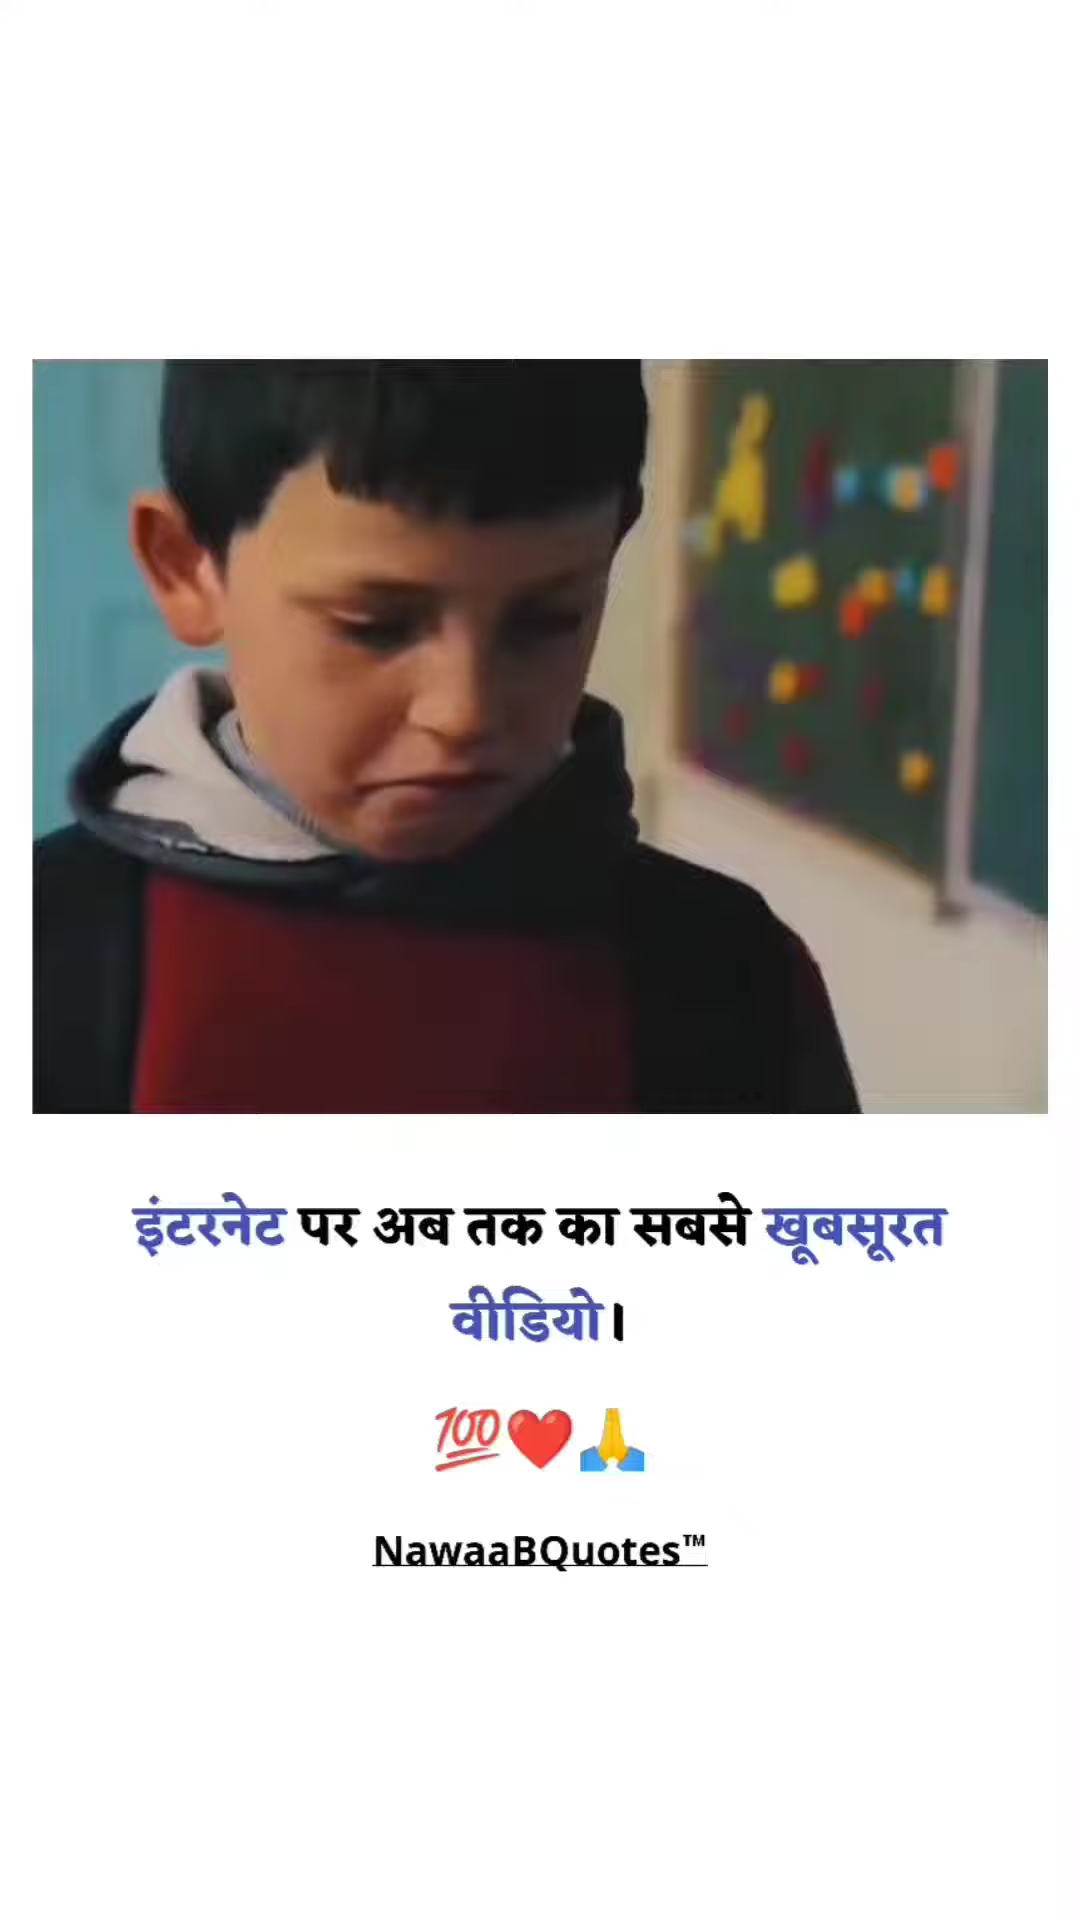 इंटरनेट पर अब तक का सबसे खूबसूरत
वीडियो।
💯❤️🙏
NawaaBQuotes™